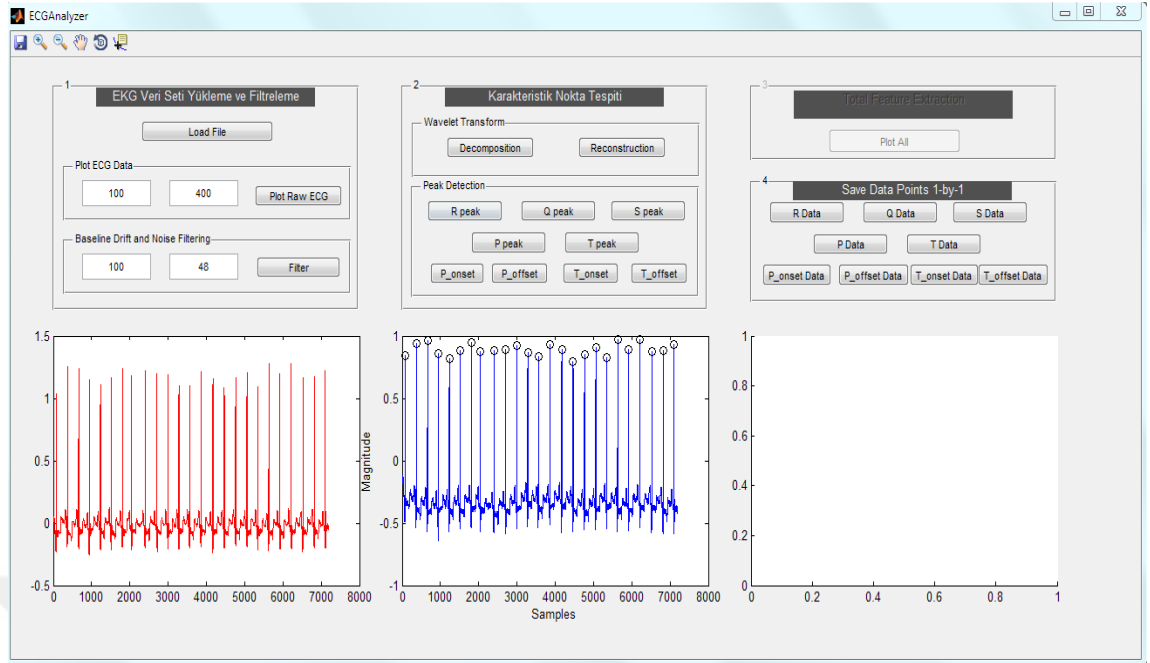 ECGAnalyzer
1
EKG Veri Seti Yükleme ve Filtreleme
Load File
Plot ECG Data
100
400
Plot Raw ECG
Baseline Drift and Noise Filtering
100
48
Filter
2
Karakteristik Nokta Tespiti
Wavelet Transform
Decomposition
Reconstruction
Peak Detection
R peak
Q peak
S peak
P peak
T peak
P_onset
P_offset
T_onset
T_offset
3
Total Feature Extraction
Plot All
4
Save Data Points 1-by-1
R Data
Q Data
S Data
P Data
T Data
P_onset Data
P_offset Data
T_onset Data
T_offset Data
1.5
1
0.5
0
-0.5
0 1000 2000 3000 4000 5000 6000 7000 8000
1
0.5
0
-0.5
-1
Magnitude
0 1000 2000 3000 4000 5000 6000 7000 8000
Samples
1
0.8
0.6
0.4
0.2
0
0 0.2 0.4 0.6 0.8 1